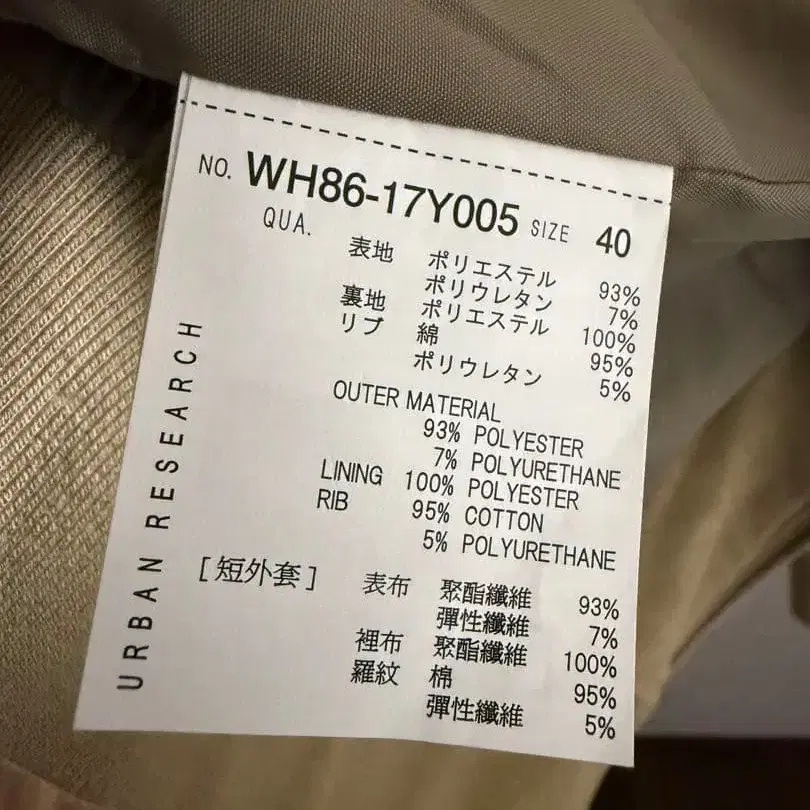 NO. WH86-17Y005 SIZE 40
QUA.
表地 ポリエステル 93%
ポリウレタン 7%
裏地 ポリエステル 100%
リブ 綿 95%
ポリウレタン 5%
OUTER MATERIAL
93% POLYESTER
7% POLYURETHANE
LINING 100% POLYESTER
RIB 95% COTTON
5% POLYURETHANE
[短外套] 表布 聚酯纖維 93%
彈性纖維 7%
裡布 聚酯纖維 100%
羅紋 棉 95%
彈性纖維 5%
URBAN RESEARCH